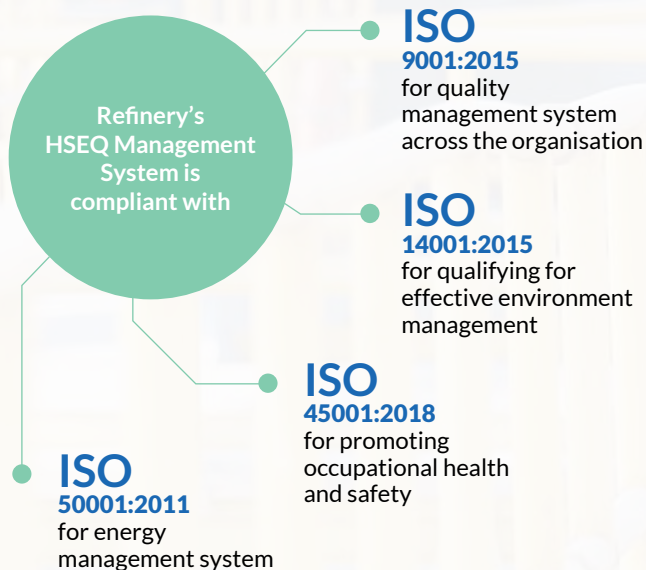 Refinery's
HSEQ Management
System is
compliant with
ISO
9001:2015
for quality
management system
across the organisation
ISO
14001:2015
for qualifying for
effective environment
management
ISO
45001:2018
for promoting
occupational health
and safety
ISO
50001:2011
for energy
management system